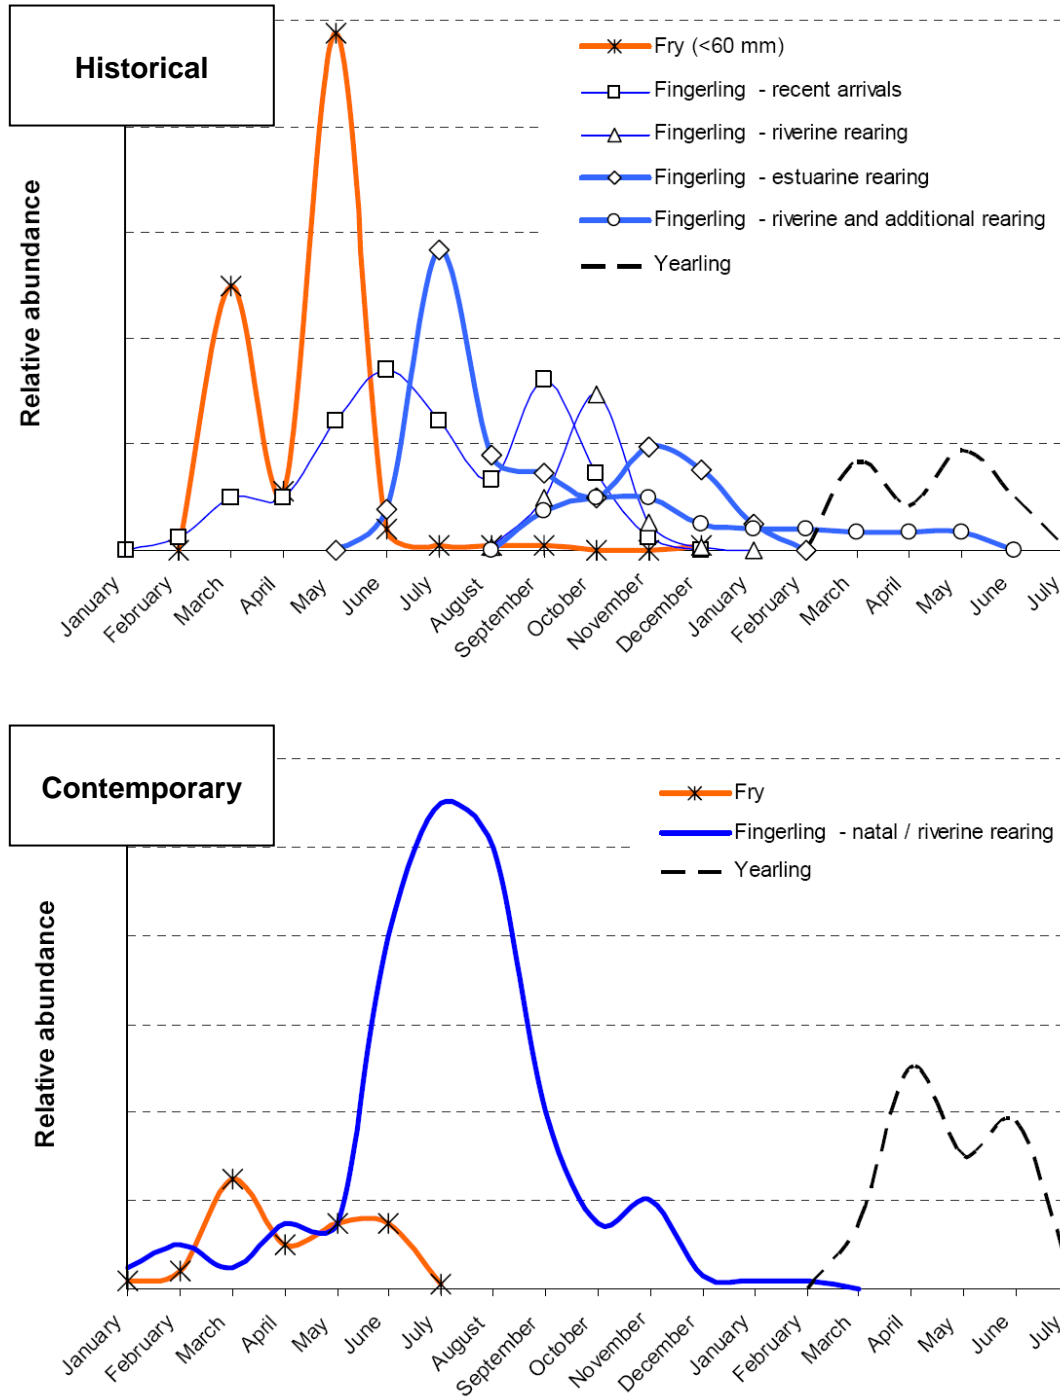 Historical
Relative abundance
Fry (<60 mm)
Fingerling - recent arrivals
Fingerling - riverine rearing
Fingerling - estuarine rearing
Fingerling - riverine and additional rearing
Yearling
January
February
March
April
May
June
July
August
September
October
November
December
January
February
March
April
May
June
July
Contemporary
Relative abundance
Fry
Fingerling - natal / riverine rearing
Yearling
January
February
March
April
May
June
July
August
September
October
November
December
January
February
March
April
May
June
July